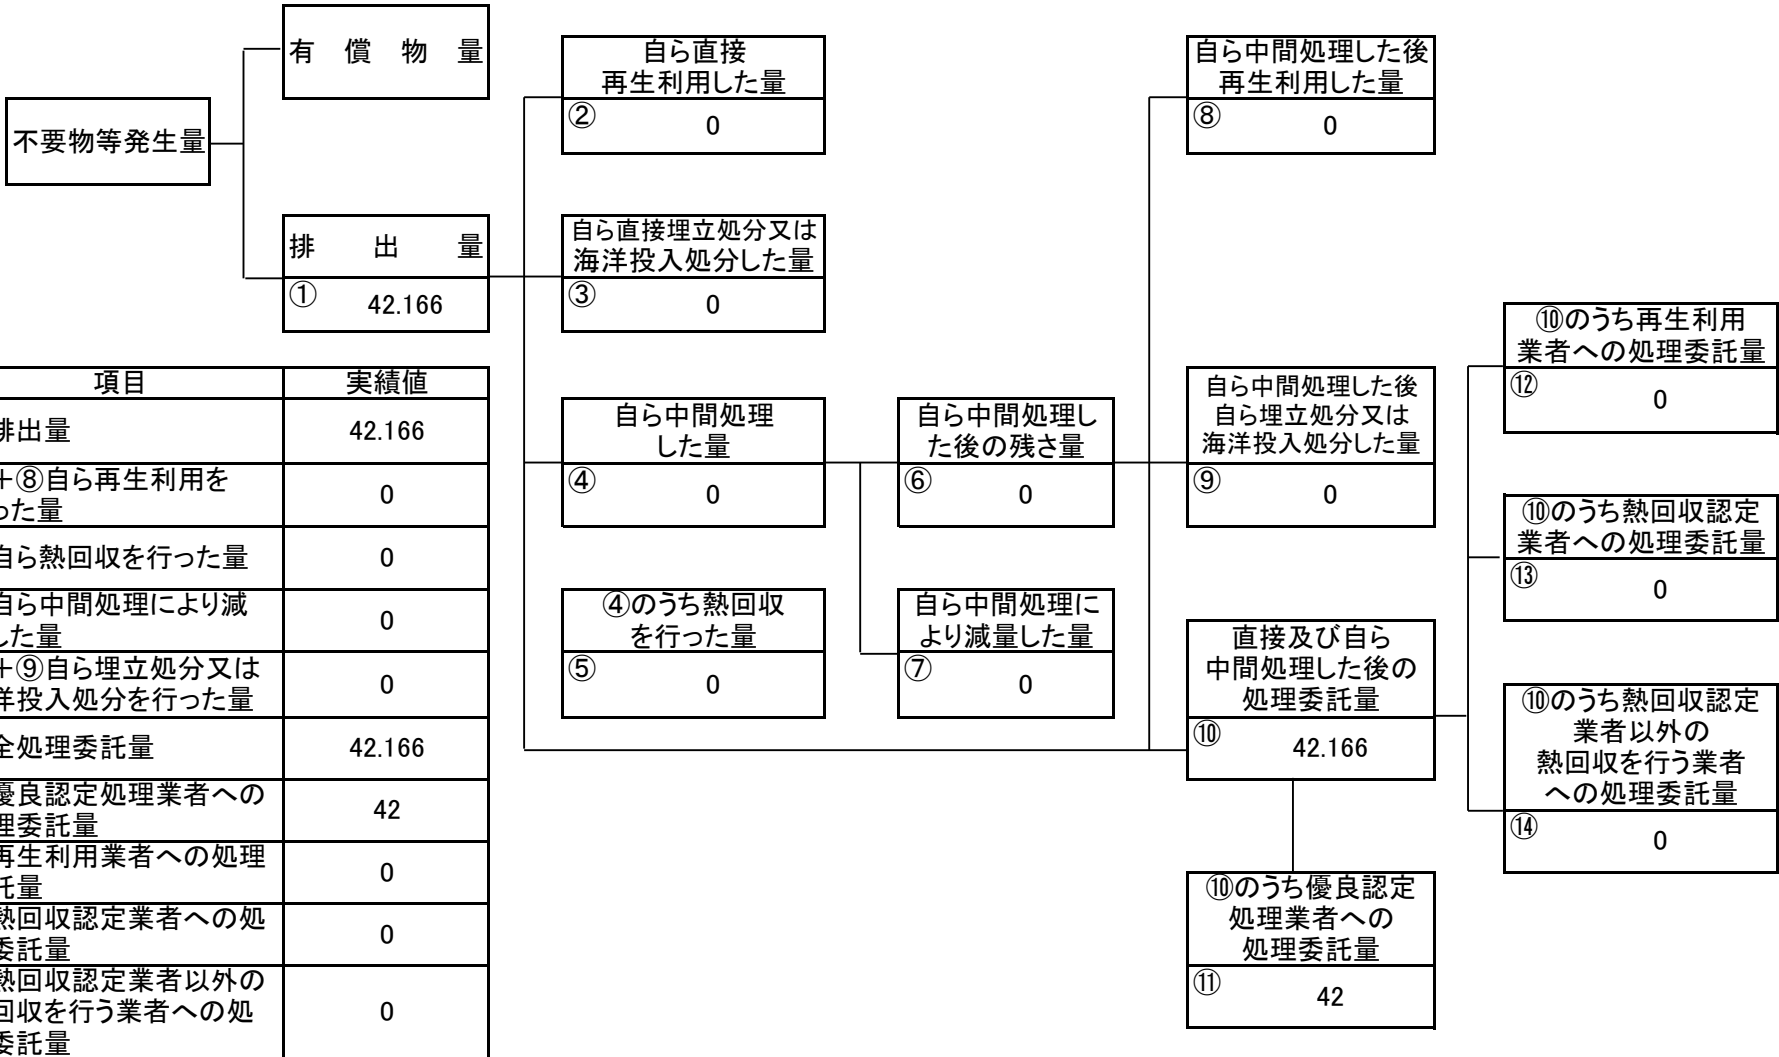 有償物量
不要物等発生量
排出量
① 42.166
自ら直接
再生利用した量
② 0
自ら直接埋立処分又は
海洋投入処分した量
③ 0
自ら中間処理
した量
④ 0
④のうち熱回収
を行った量
⑤ 0
自ら中間処理し
た後の残さ量
⑥ 0
自ら中間処理に
より減量した量
⑦ 0
自ら中間処理した後
再生利用した量
⑧ 0
自ら中間処理した後
自ら埋立処分又は
海洋投入処分した量
⑨ 0
直接及び自ら
中間処理した後の
処理委託量
⑩ 42.166
⑩のうち優良認定
処理業者への
処理委託量
⑪ 42
⑩のうち再生利用
業者への処理委託量
⑫ 0
⑩のうち熱回収認定
業者への処理委託量
⑬ 0
⑩のうち熱回収認定
業者以外の
熱回収を行う業者
への処理委託量
⑭ 0
項目 実績値
排出量 42.166
+⑧自ら再生利用を
った量 0
自ら熱回収を行った量 0
自ら中間処理により減
した量 0
+⑨自ら埋立処分又は
洋投入処分を行った量 0
全処理委託量 42.166
優良認定処理業者への
理委託量 42
再生利用業者への処理
託量 0
熱回収認定業者への処
委託量 0
熱回収認定業者以外の
回収を行う業者への処
委託量 0